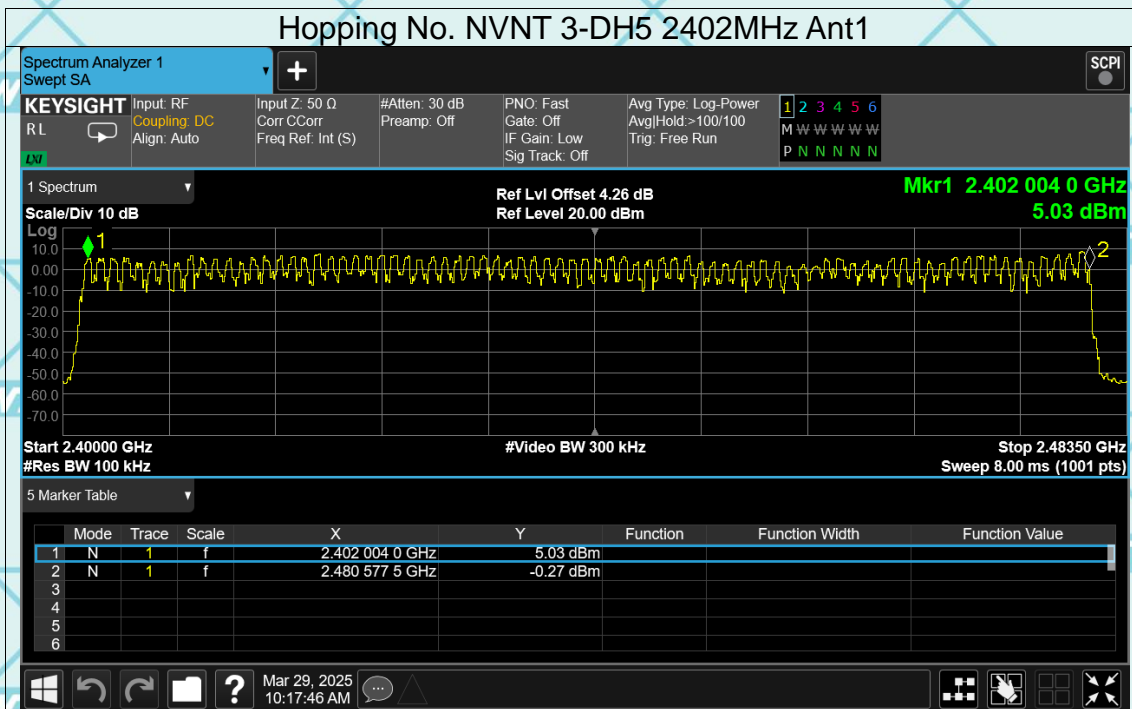 Hopping No. NVNT 3-DH5 2402MHz Ant1
Spectrum Analyzer 1
Swept SA
SCPI
KEYSIGHT Input: RF Input Z: 50 Ω #Atten: 30 dB PNO: Fast Avg Type: Log-Power 1 2 3 4 5 6
RL Coupling: DC Corr CCorr Preamp: Off Gate: Off Avg|Hold:>100/100 M W W W W W
Align: Auto Freq Ref: Int (S) IF Gain: Low Trig: Free Run P N N N N N
LXI Sig Track: Off
1 Spectrum Ref Lvl Offset 4.26 dB Mkr1 2.402 004 0 GHz
Scale/Div 10 dB Ref Level 20.00 dBm 5.03 dBm
Log
1
2
10.0
0.00
-10.0
-20.0
-30.0
-40.0
-50.0
-60.0
-70.0
Start 2.40000 GHz #Video BW 300 kHz Stop 2.48350 GHz
#Res BW 100 kHz Sweep 8.00 ms (1001 pts)
5 Marker Table
Mode Trace Scale X Y Function Function Width Function Value
1 N 1 f 2.402 004 0 GHz 5.03 dBm
2 N 1 f 2.480 577 5 GHz -0.27 dBm
3
4
5
6
? Mar 29, 2025
10:17:46 AM